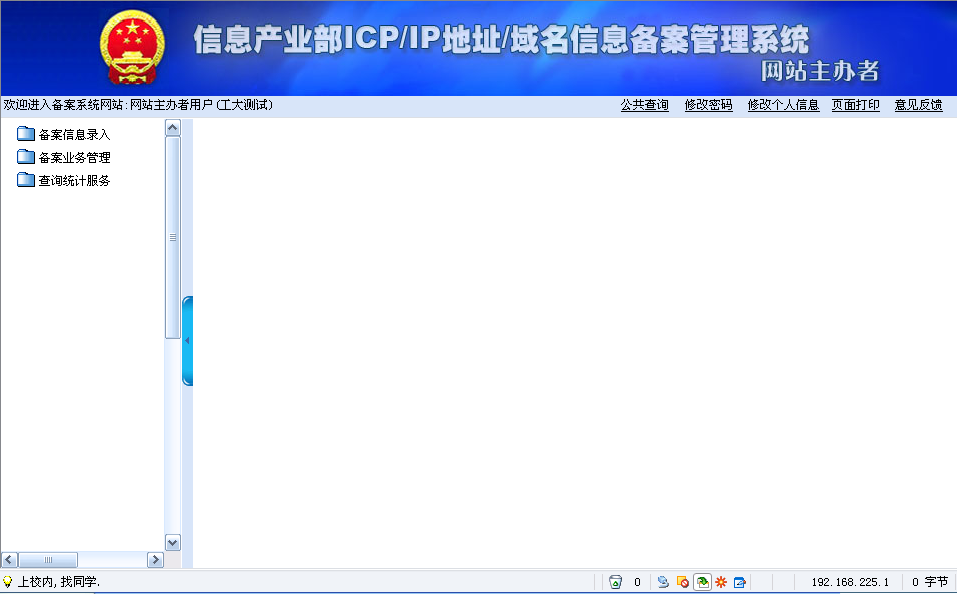 信息产业部ICP/IP地址/域名信息备案管理系统
网站主办者
欢迎进入备案系统网站:网站主办者用户(工大测试) 公共查询 修改密码 修改个人信息 页面打印 意见反馈
备案信息录入
备案业务管理
查询统计服务
上校内,找同学. 0 192.168.225.1 0 字节